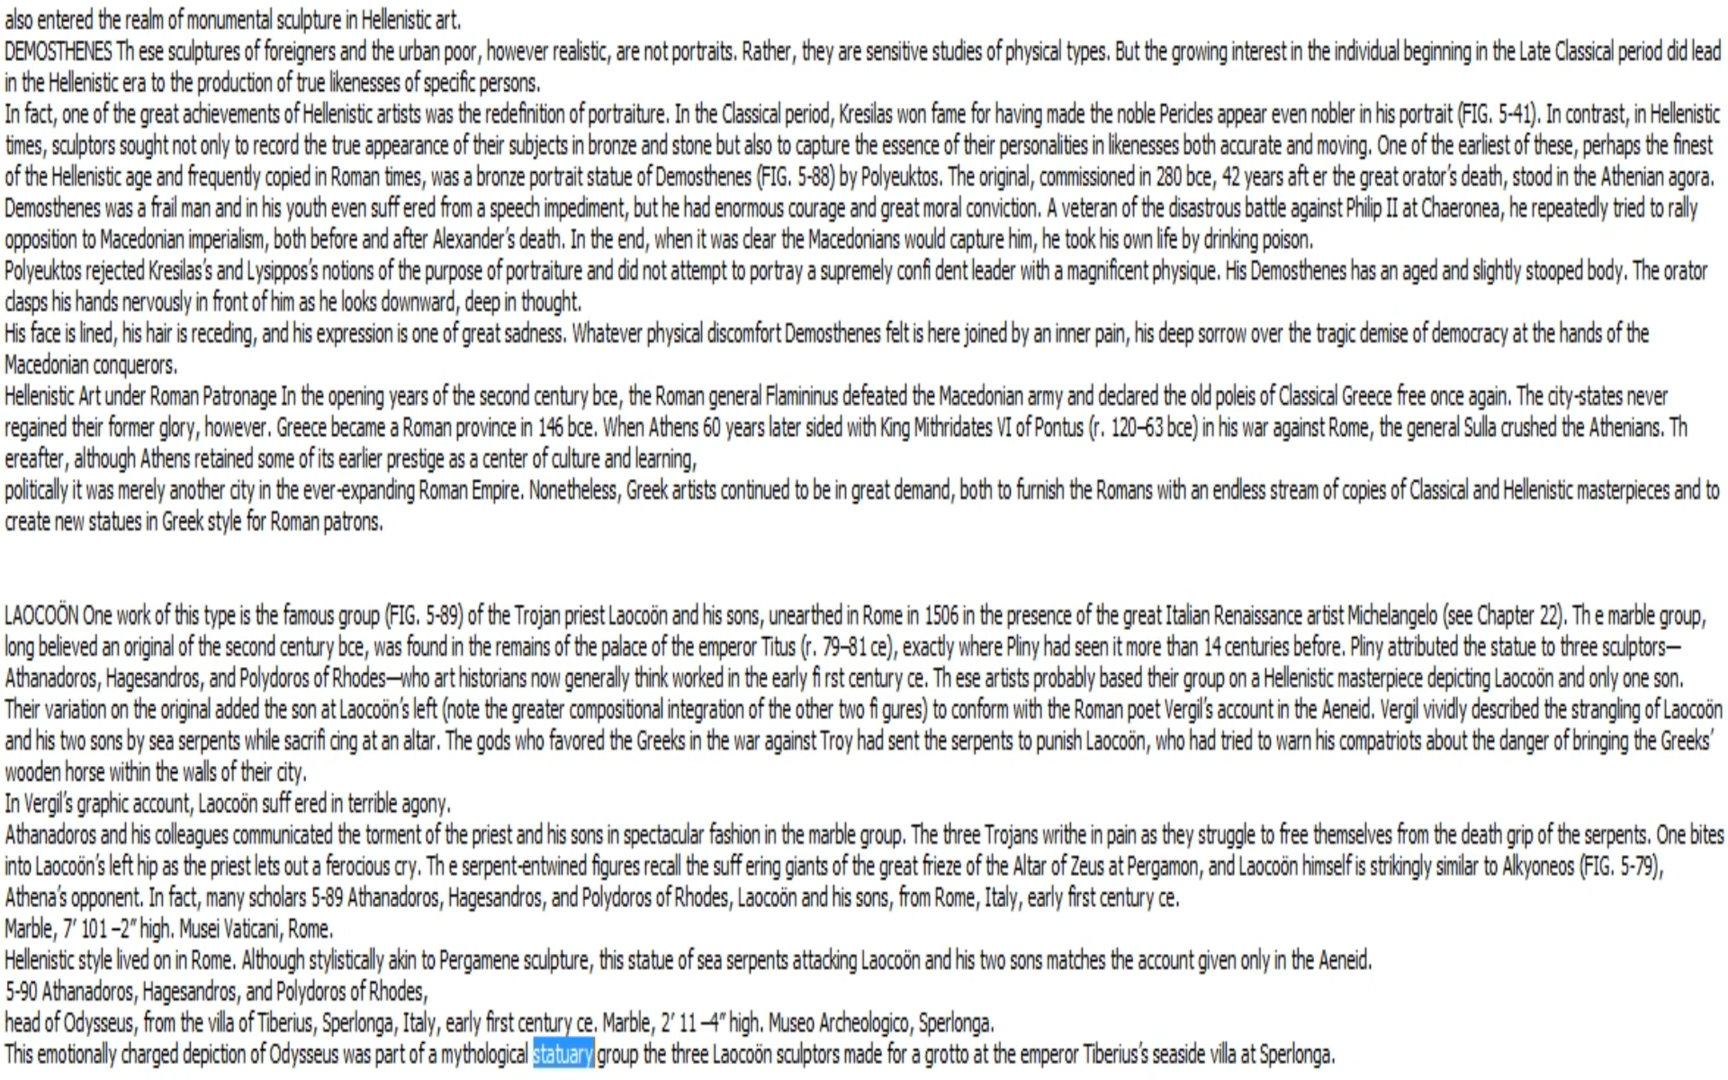 also entered the realm of monumental sculpture in Hellenistic art.
DEMOSTHENES Th ese sculptures of foreigners and the urban poor, however realistic, are not portraits. Rather, they are sensitive studies of physical types. But the growing interest in the individual beginning in the Late Classical period did lead
in the Hellenistic era to the production of true likenesses of specific persons.
In fact, one of the great achievements of Hellenistic artists was the redefinition of portraiture. In the Classical period, Kresilas won fame for having made the noble Pericles appear even nobler in his portrait (FIG. 5-41). In contrast, in Hellenistic
times, sculptors sought not only to record the true appearance of their subjects in bronze and stone but also to capture the essence of their personalities in likenesses both accurate and moving. One of the earliest of these, perhaps the finest
of the Hellenistic age and frequently copied in Roman times, was a bronze portrait statue of Demosthenes (FIG. 5-88) by Polyeuktos. The original, commissioned in 280 bce, 42 years aft er the great orator's death, stood in the Athenian agora.
Demosthenes was a frail man and in his youth even suff ered from a speech impediment, but he had enormous courage and great moral conviction. A veteran of the disastrous battle against Philip II at Chaeronea, he repeatedly tried to rally
opposition to Macedonian imperialism, both before and after Alexander's death. In the end, when it was clear the Macedonians would capture him, he took his own life by drinking poison.
Polyeuktos rejected Kresilas's and Lysippos's notions of the purpose of portraiture and did not attempt to portray a supremely confi dent leader with a magnificent physique. His Demosthenes has an aged and slightly stooped body. The orator
clasps his hands nervously in front of him as he looks downward, deep in thought.
His face is lined, his hair is receding, and his expression is one of great sadness. Whatever physical discomfort Demosthenes felt is here joined by an inner pain, his deep sorrow over the tragic demise of democracy at the hands of the
Macedonian conquerors.
Hellenistic Art under Roman Patronage In the opening years of the second century bce, the Roman general Flamininus defeated the Macedonian army and declared the old poleis of Classical Greece free once again. The city-states never
regained their former glory, however. Greece became a Roman province in 146 bce. When Athens 60 years later sided with King Mithridates VI of Pontus (r. 120–63 bce) in his war against Rome, the general Sulla crushed the Athenians. Th
ereafter, although Athens retained some of its earlier prestige as a center of culture and learning,
politically it was merely another city in the ever-expanding Roman Empire. Nonetheless, Greek artists continued to be in great demand, both to furnish the Romans with an endless stream of copies of Classical and Hellenistic masterpieces and to
create new statues in Greek style for Roman patrons.
LAOCOÖN One work of this type is the famous group (FIG. 5-89) of the Trojan priest Laocoön and his sons, unearthed in Rome in 1506 in the presence of the great Italian Renaissance artist Michelangelo (see Chapter 22). Th e marble group,
long believed an original of the second century bce, was found in the remains of the palace of the emperor Titus (r. 79–81 ce), exactly where Pliny had seen it more than 14 centuries before. Pliny attributed the statue to three sculptors—
Athanadoros, Hagesandros, and Polydoros of Rhodes—who art historians now generally think worked in the early fi rst century ce. Th ese artists probably based their group on a Hellenistic masterpiece depicting Laocoön and only one son.
Their variation on the original added the son at Laocoön's left (note the greater compositional integration of the other two fi gures) to conform with the Roman poet Vergil's account in the Aeneid. Vergil vividly described the strangling of Laocoön
and his two sons by sea serpents while sacrifi cing at an altar. The gods who favored the Greeks in the war against Troy had sent the serpents to punish Laocoön, who had tried to warn his compatriots about the danger of bringing the Greeks'
wooden horse within the walls of their city.
In Vergil's graphic account, Laocoön suff ered in terrible agony.
Athanadoros and his colleagues communicated the torment of the priest and his sons in spectacular fashion in the marble group. The three Trojans writhe in pain as they struggle to free themselves from the death grip of the serpents. One bites
into Laocoön's left hip as the priest lets out a ferocious cry. Th e serpent-entwined figures recall the suff ering giants of the great frieze of the Altar of Zeus at Pergamon, and Laocoön himself is strikingly similar to Alkyoneos (FIG. 5-79),
Athena's opponent. In fact, many scholars 5-89 Athanadoros, Hagesandros, and Polydoros of Rhodes, Laocoön and his sons, from Rome, Italy, early first century ce.
Marble, 7′ 101 –2″ high. Musei Vaticani, Rome.
Hellenistic style lived on in Rome. Although stylistically akin to Pergamene sculpture, this statue of sea serpents attacking Laocoön and his two sons matches the account given only in the Aeneid.
5-90 Athanadoros, Hagesandros, and Polydoros of Rhodes,
head of Odysseus, from the villa of Tiberius, Sperlonga, Italy, early first century ce. Marble, 2′ 11 –4″ high. Museo Archeologico, Sperlonga.
This emotionally charged depiction of Odysseus was part of a mythological statuary group the three Laocoön sculptors made for a grotto at the emperor Tiberius's seaside villa at Sperlonga.